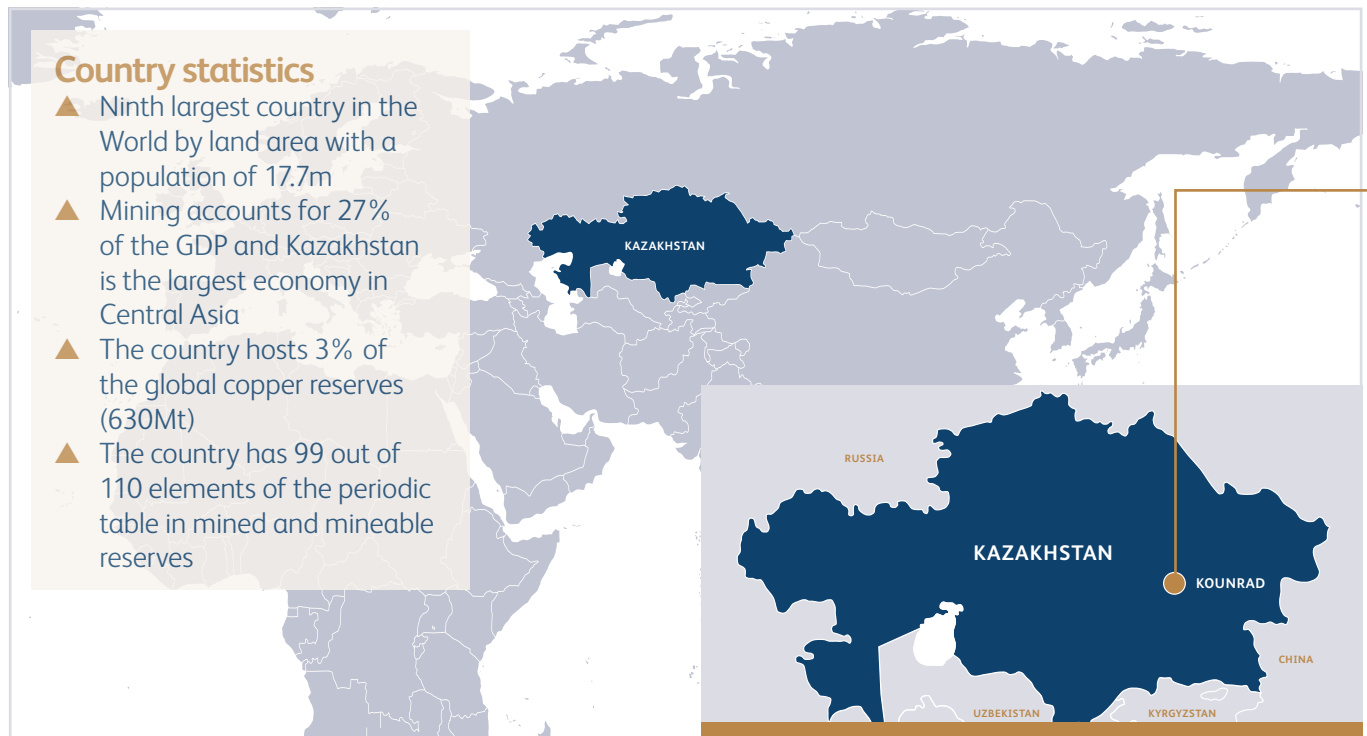 Country statistics
Ninth largest country in the
World by land area with a
population of 17.7m
Mining accounts for 27%
of the GDP and Kazakhstan
is the largest economy in
Central Asia
The country hosts 3% of
the global copper reserves
(630Mt)
The country has 99 out of
110 elements of the periodic
table in mined and mineable
reserves
KAZAKHSTAN
RUSSIA
KAZAKHSTAN
KOUNRAD
CHINA
UZBEKISTAN
KYRGYZSTAN